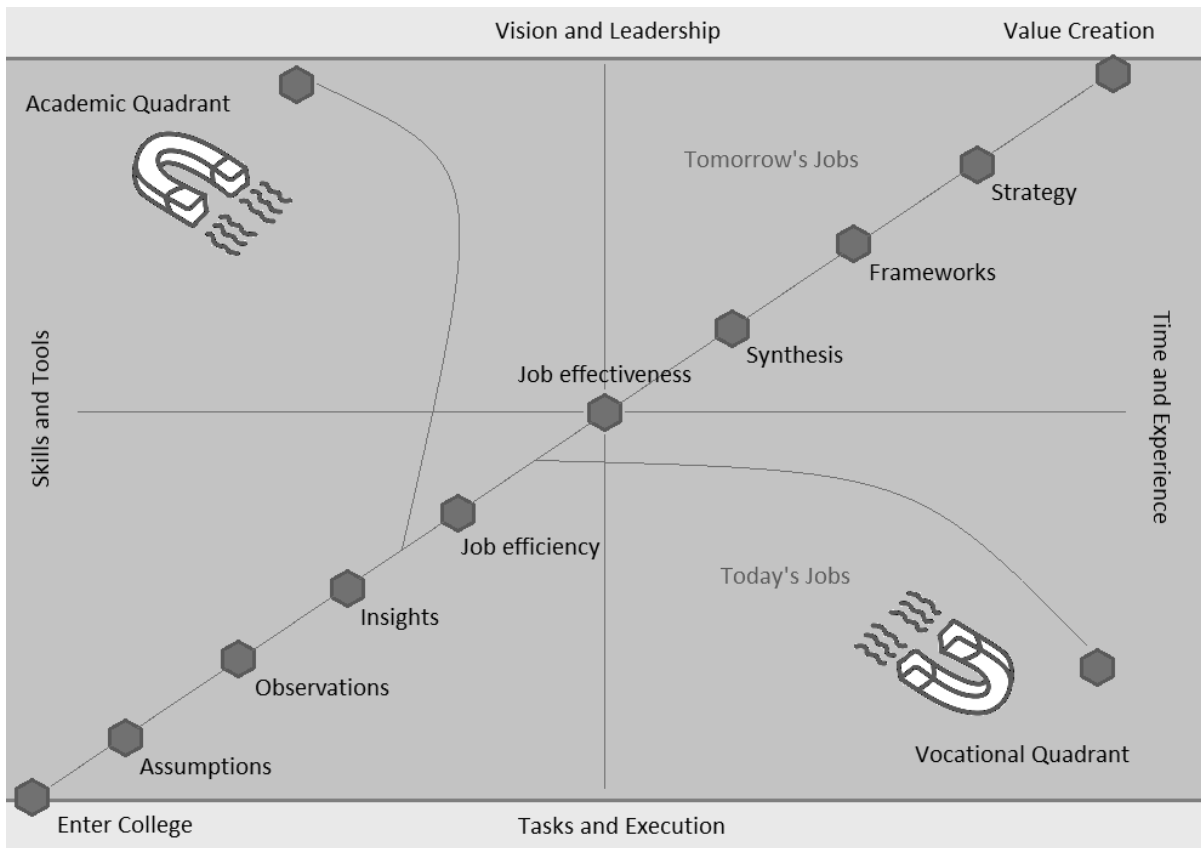 Vision and Leadership
Value Creation
Academic Quadrant
Tomorrow's Jobs
Strategy
Frameworks
Synthesis
Skills and Tools
Time and Experience
Job effectiveness
Job efficiency
Today's Jobs
Insights
Observations
Vocational Quadrant
Assumptions
Enter College
Tasks and Execution